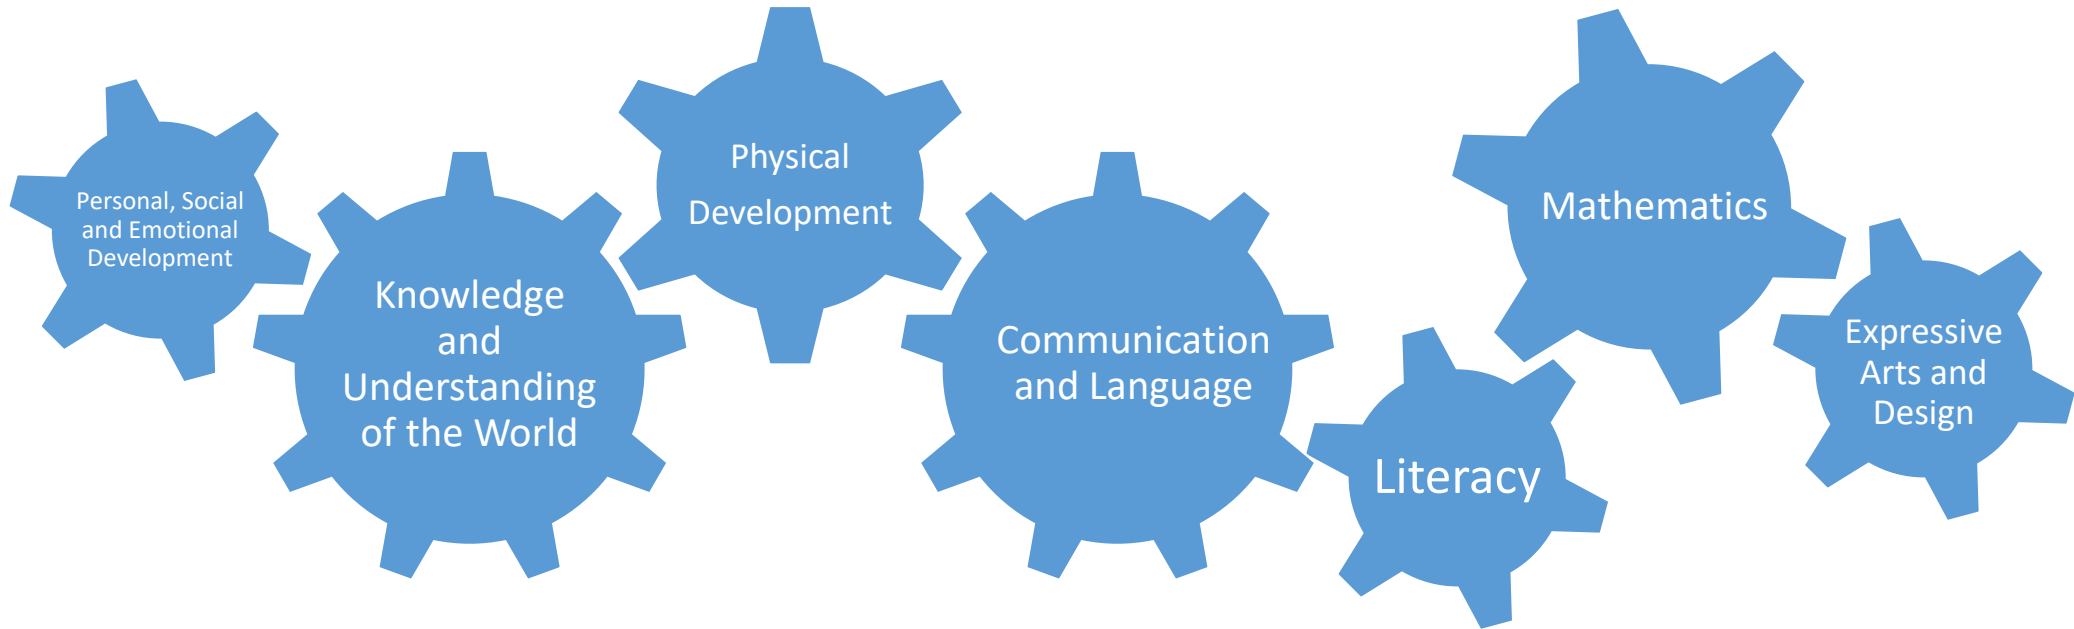 Personal, Social
and Emotional
Development
Knowledge
and
Understanding
of the World
Physical
Development
Communication
and Language
Literacy
Mathematics
Expressive
Arts and
Design